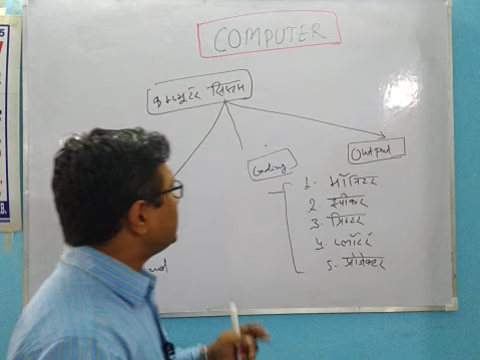 COMPUTER
कम्प्यूटर सिस्टम
Coding
Output
1. मॉनिटर
2. स्पीकर
3. प्रिन्टर
4. प्लॉटर
5. प्रोजेक्टर